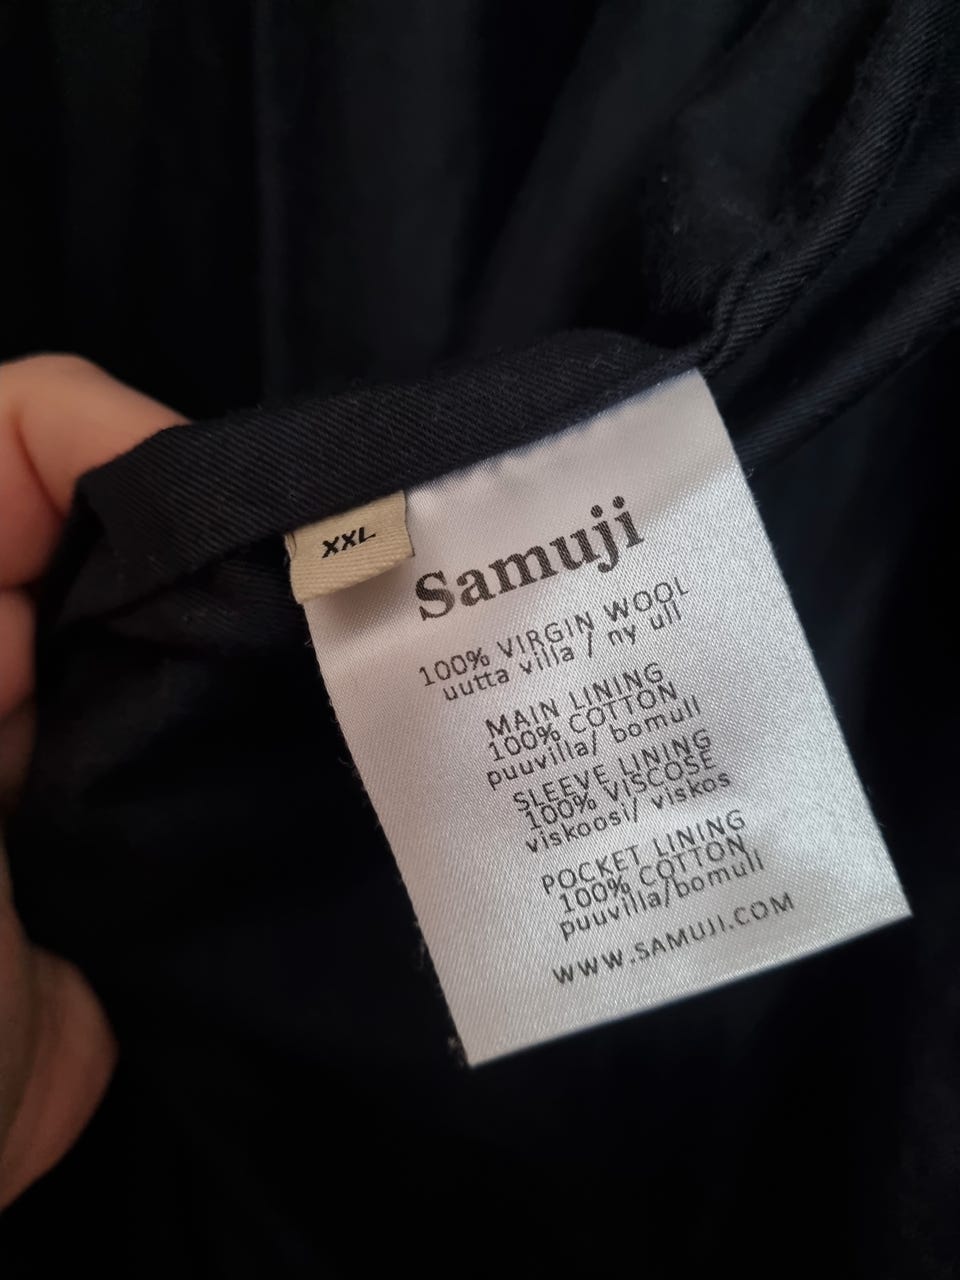 XXL
Samuji
100% VIRGIN WOOL
uutta villa / ny ull
MAIN LINING
100% COTTON
puuvilla/ bomull
SLEEVE LINING
100% VISCOSE
viskoosi/ viskos
POCKET LINING
100% COTTON
puuvilla/bomull
WWW.SAMUJI.COM